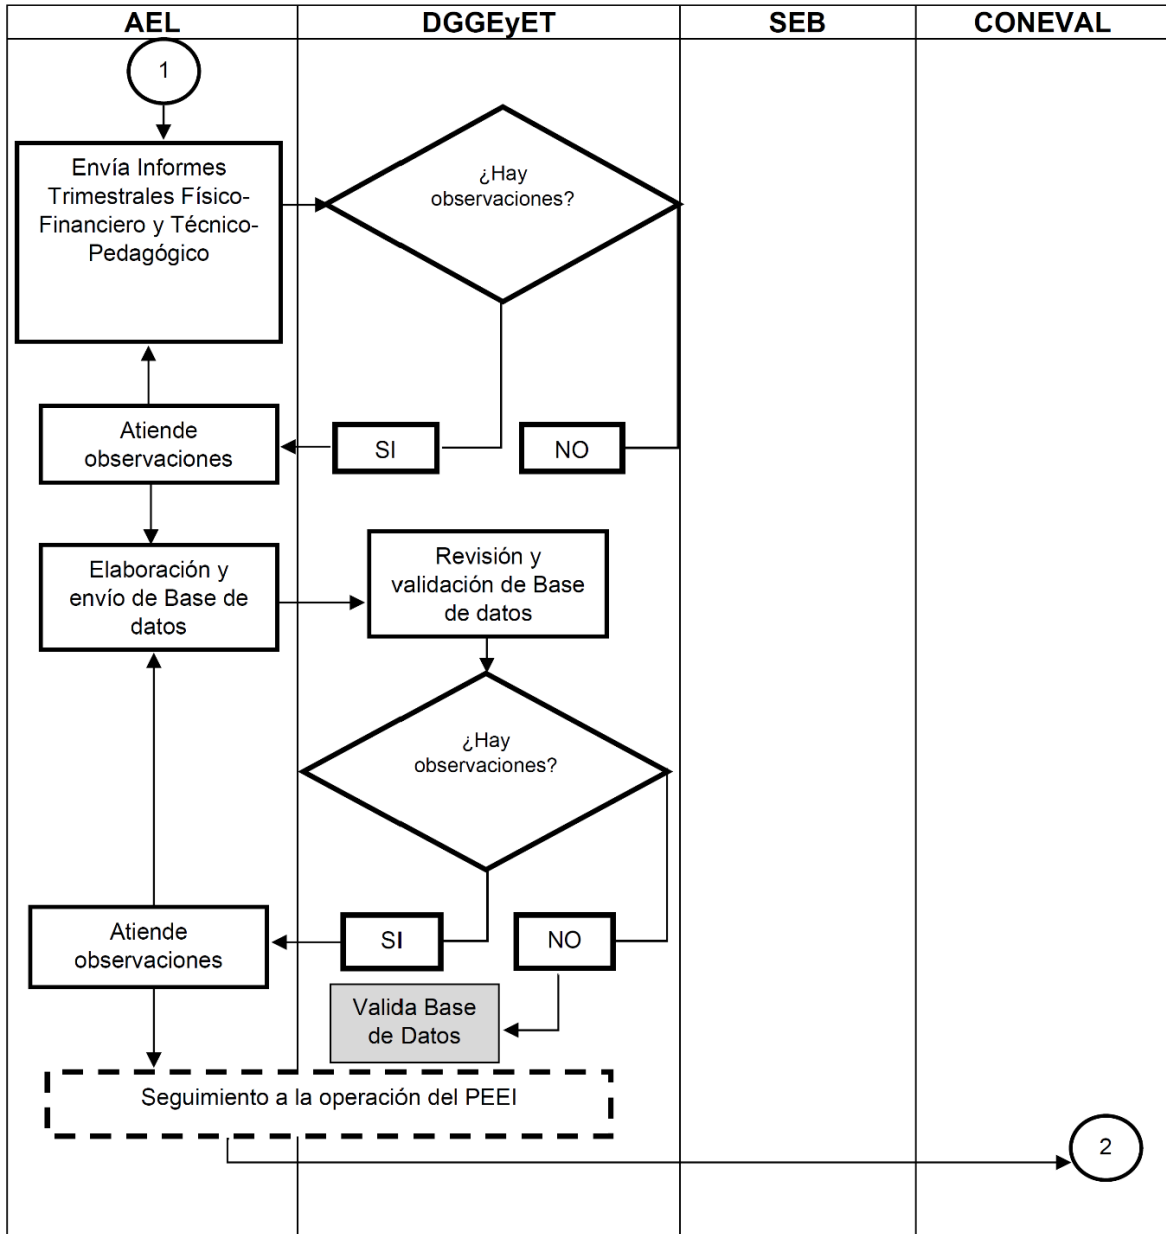 AEL
DGGEyET
SEB
CONEVAL
1
Envía Informes
Trimestrales Físico-
Financiero y Técnico-
Pedagógico
¿Hay
observaciones?
Atiende
observaciones
SI
NO
Elaboración y
envío de Base de
datos
Revisión y
validación de Base
de datos
¿Hay
observaciones?
Atiende
observaciones
SI
NO
Valida Base
de Datos
Seguimiento a la operación del PEEI
2